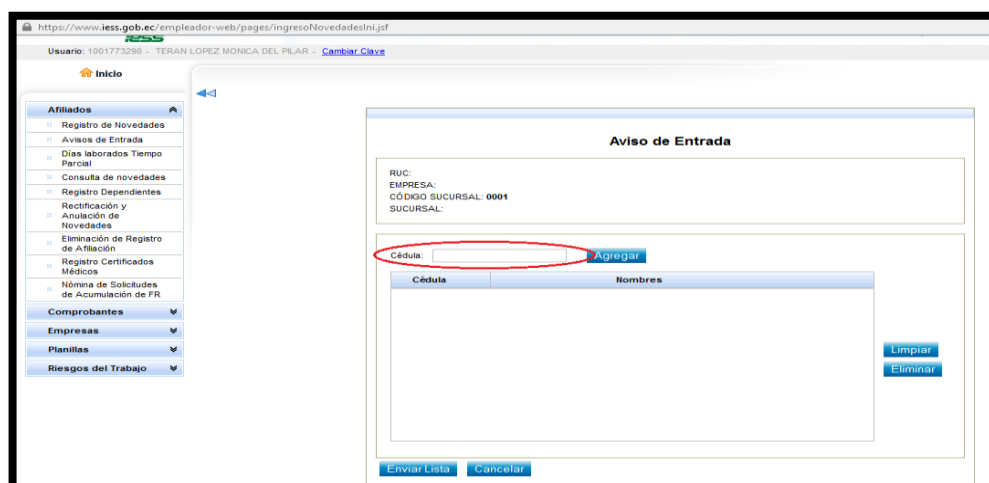 https://www.iess.gob.ec/empleador-web/pages/ingresoNovedadesIni.jsf
IESS
Usuario: 1001773298 - TERAN LOPEZ MONICA DEL PILAR - Cambiar Clave
Inicio
Afiliados
Registro de Novedades
Avisos de Entrada
Días laborados Tiempo
Parcial
Consulta de novedades
Registro Dependientes
Rectificación y
Anulación de
Novedades
Eliminación de Registro
de Afiliación
Registro Certificados
Médicos
Nómina de Solicitudes
de Acumulación de FR
Comprobantes
Empresas
Planillas
Riesgos del Trabajo
Aviso de Entrada
RUC:
EMPRESA:
CÓDIGO SUCURSAL: 0001
SUCURSAL:
Cédula:
Agregar
Cédula Nombres
Limpiar
Eliminar
Enviar Lista Cancelar